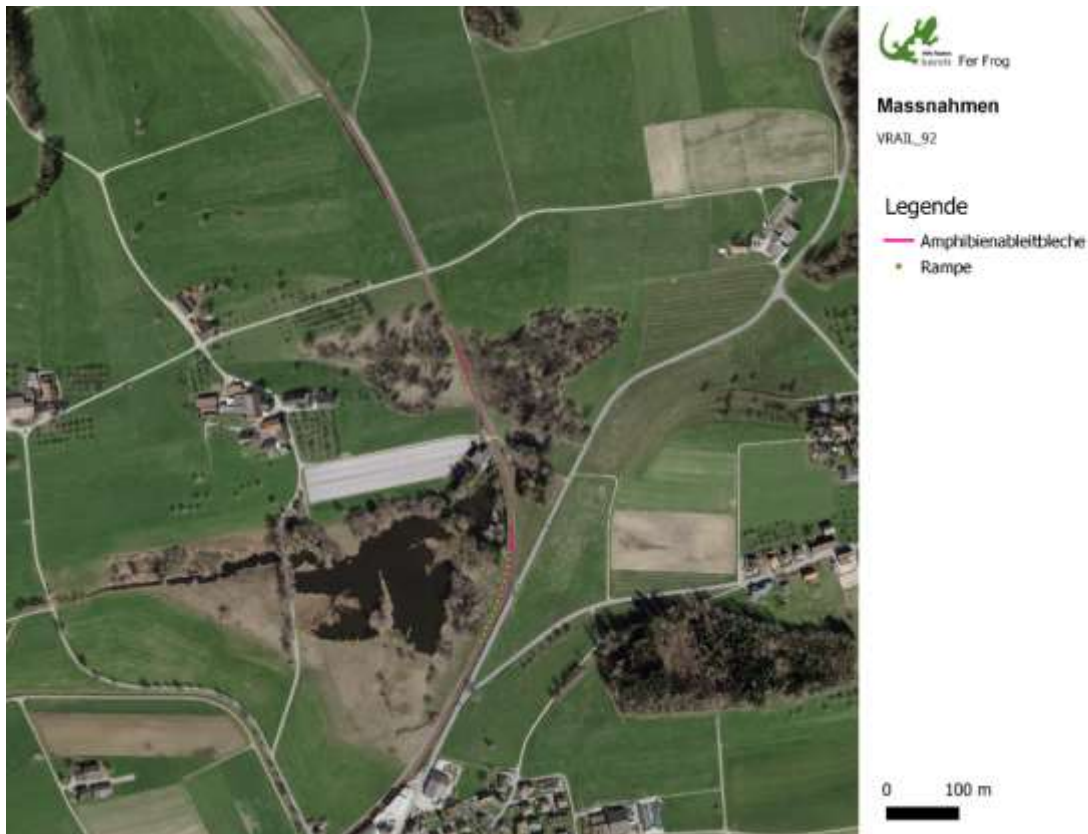 Fer Frog
Massnahmen
VRAIL_92
Legende
Amphibienableitbleche
Rampe
0 100 m